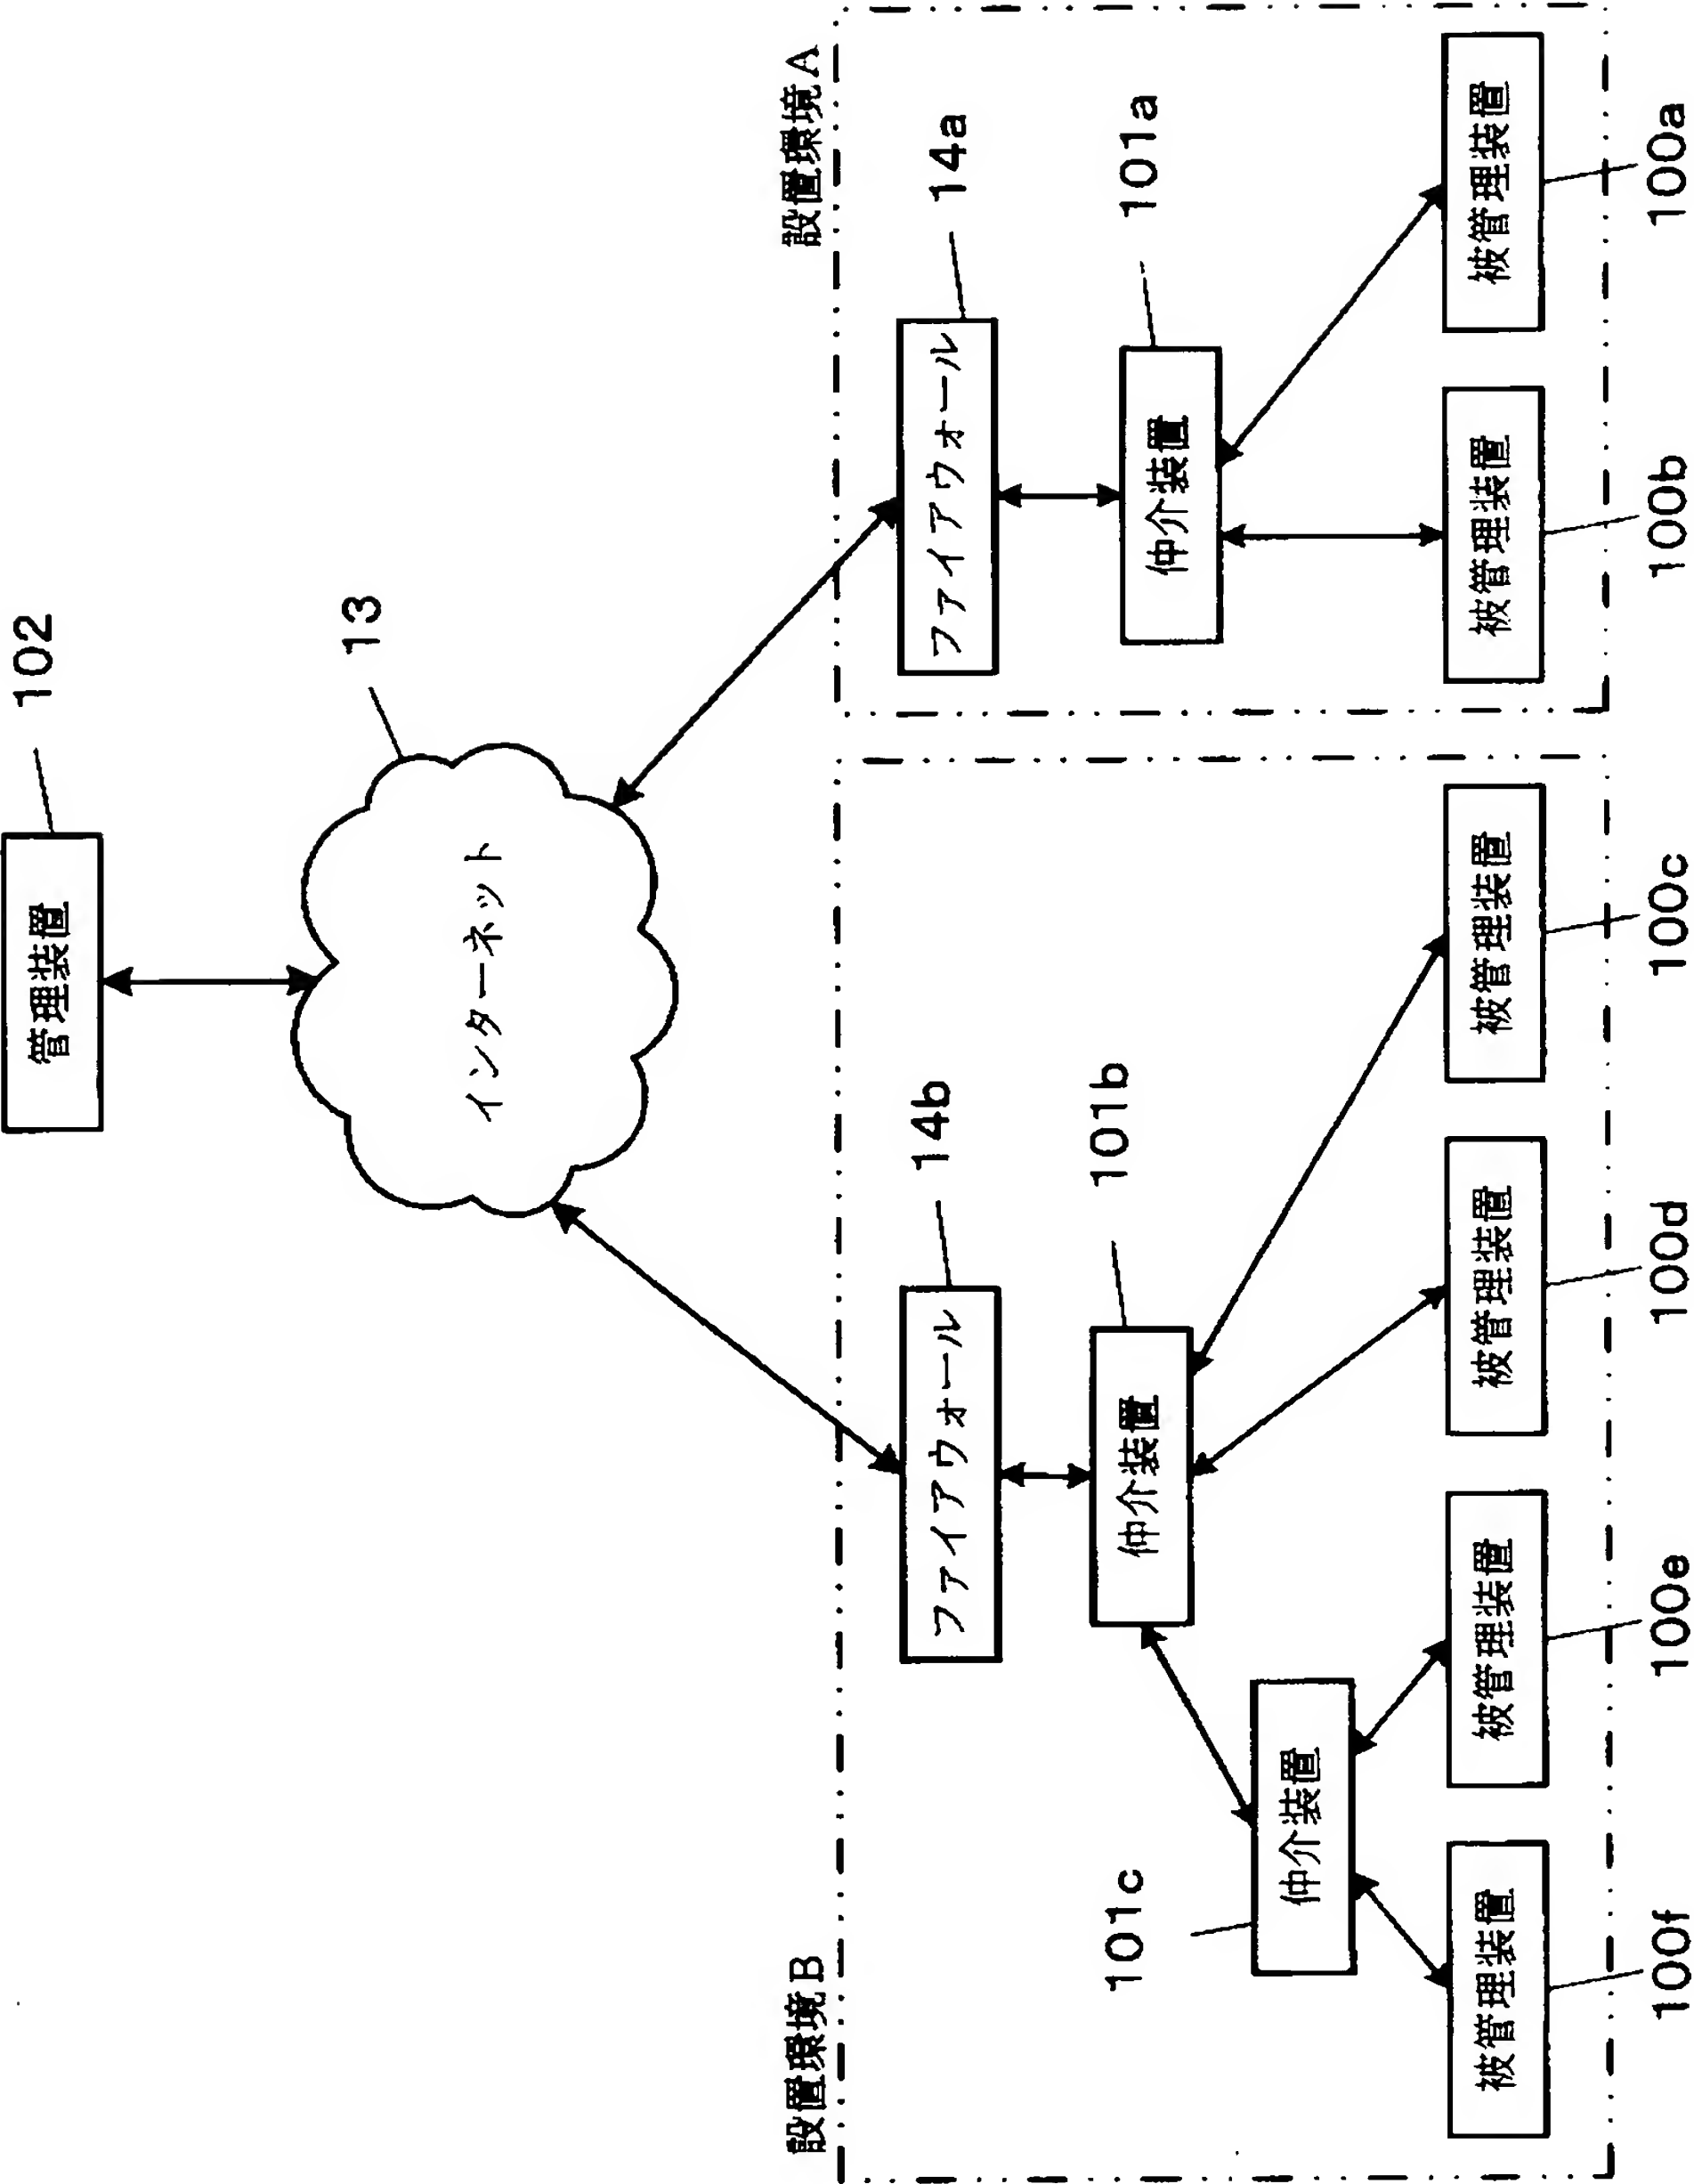 管理装置
102
インターネット
13
設置環境B
設置環境A
ファイアウォール
14b
ファイアウォール
14a
101c
仲介装置
仲介装置
101b
仲介装置
101a
被管理装置
被管理装置
被管理装置
被管理装置
被管理装置
被管理装置
100f
100e
100d
100c
100b
100a